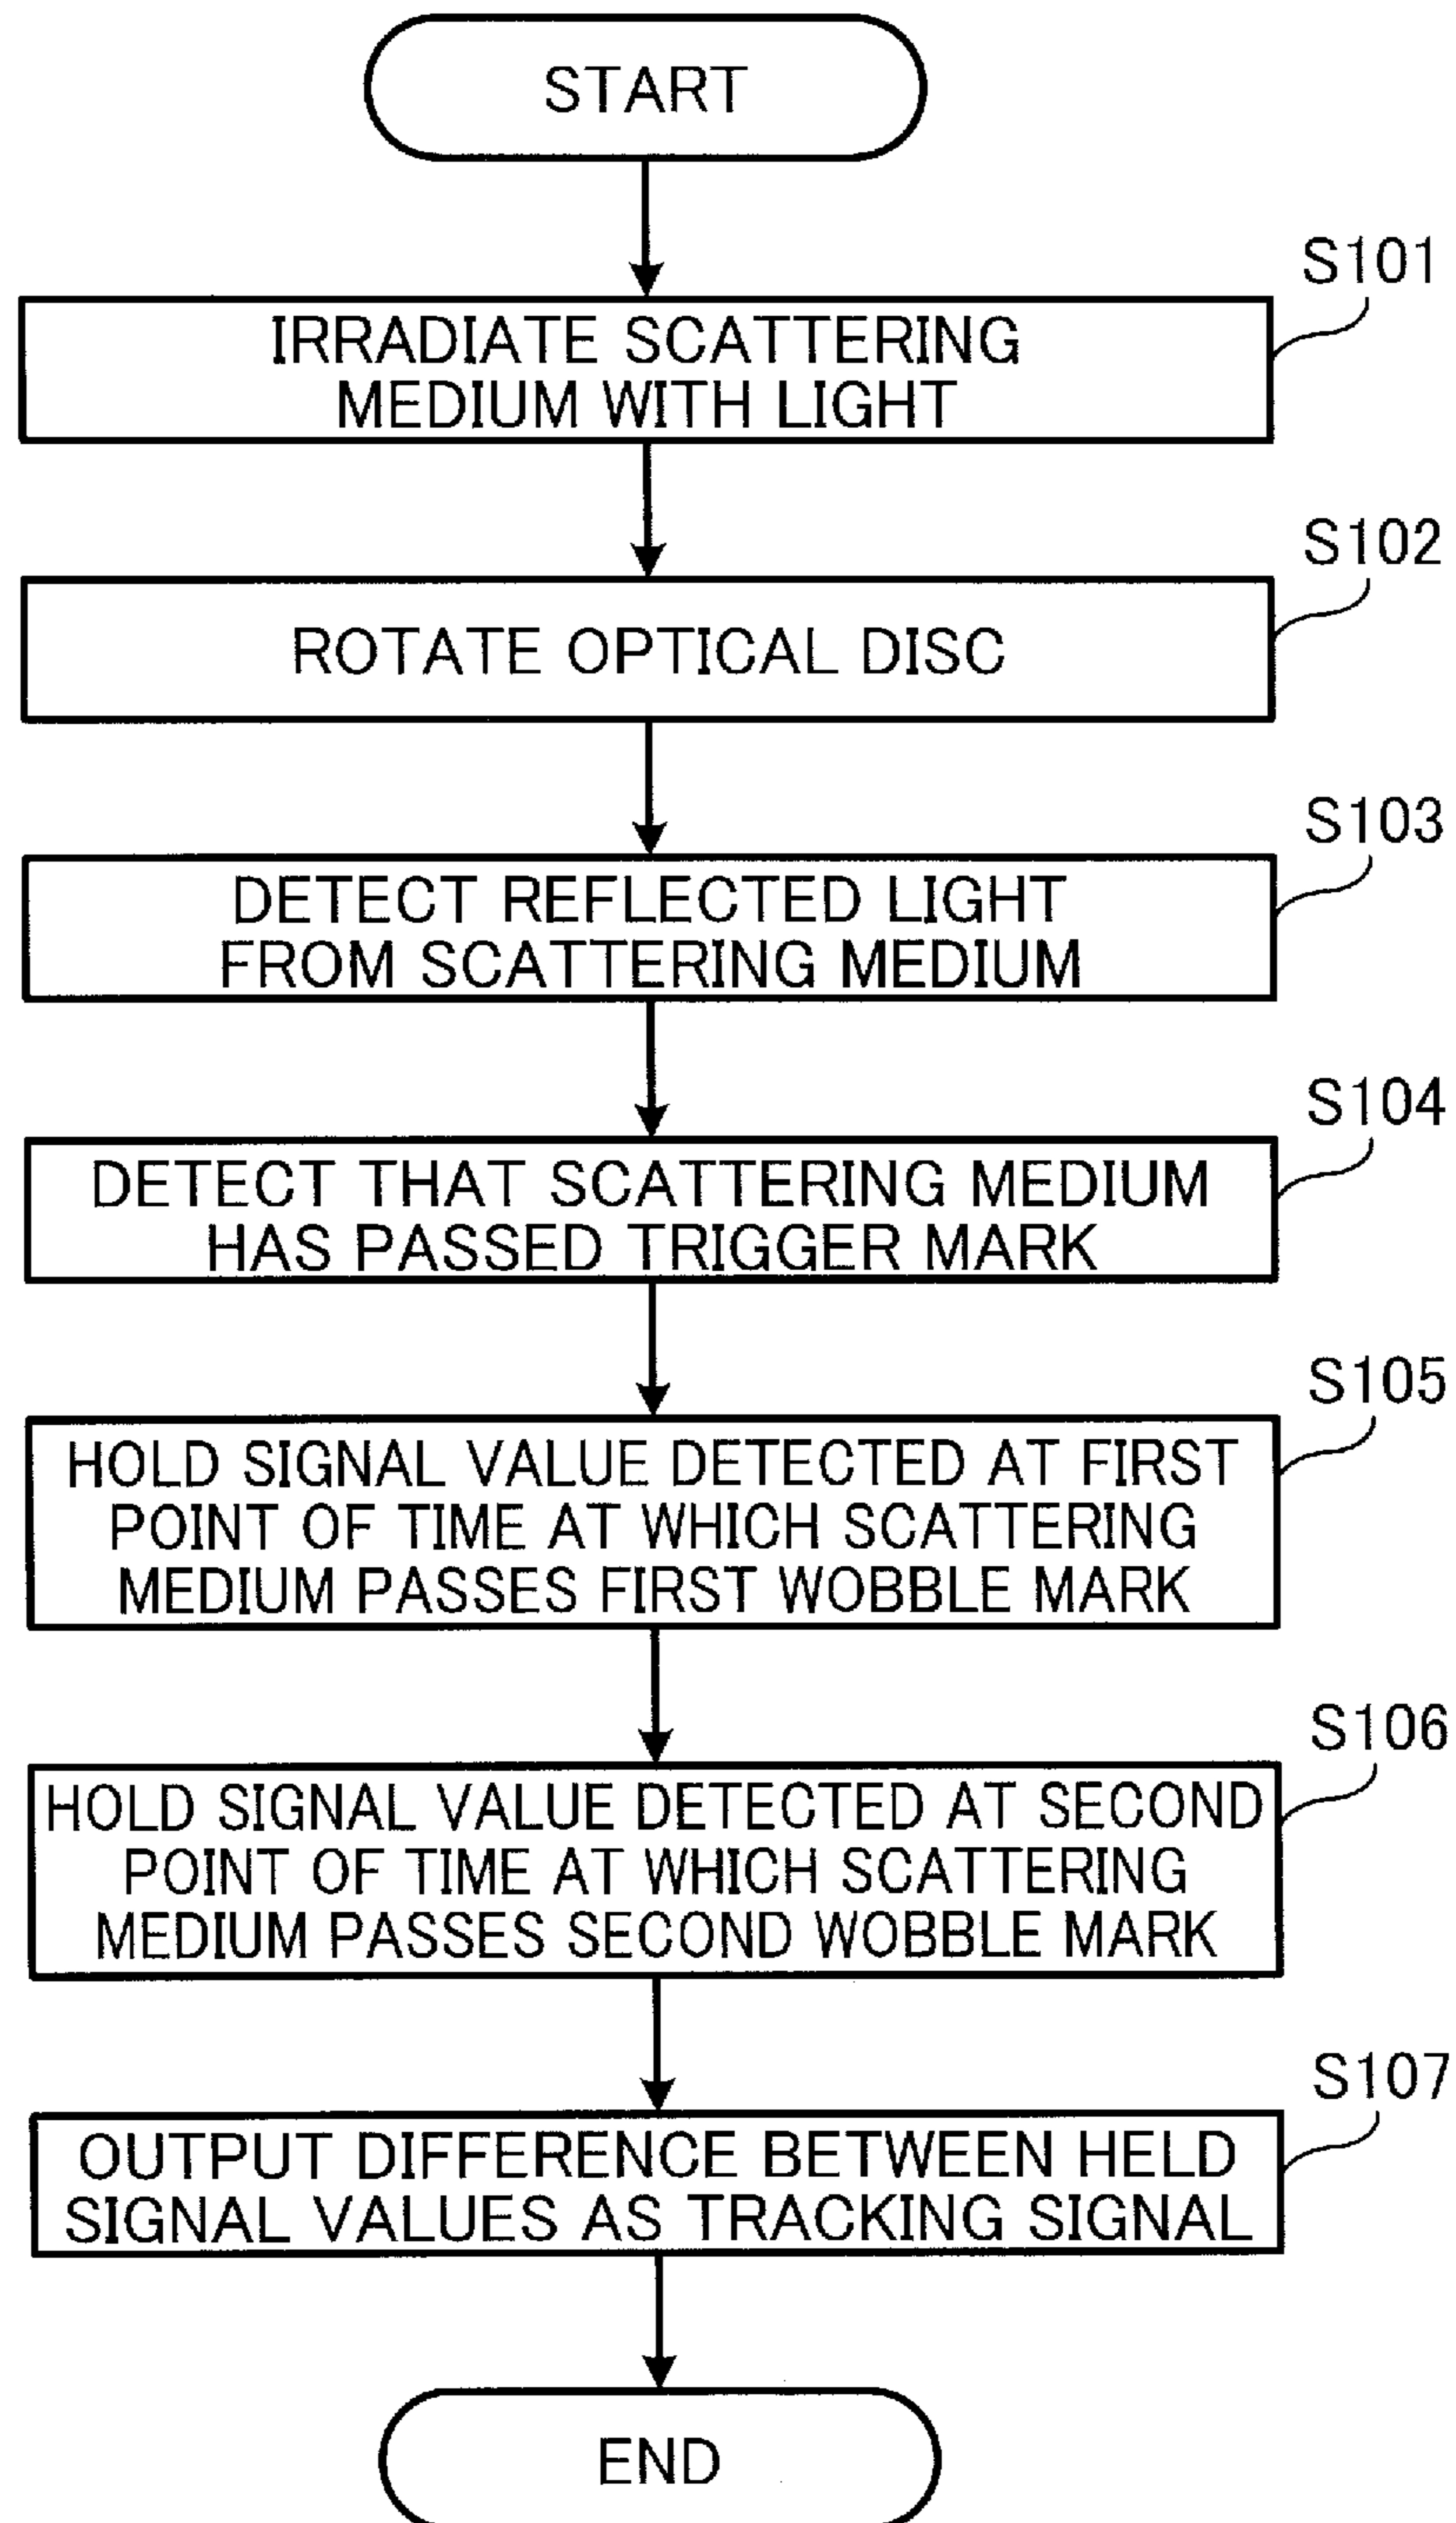 START
S101
IRRADIATE SCATTERING
MEDIUM WITH LIGHT
S102
ROTATE OPTICAL DISC
S103
DETECT REFLECTED LIGHT
FROM SCATTERING MEDIUM
S104
DETECT THAT SCATTERING MEDIUM
HAS PASSED TRIGGER MARK
S105
HOLD SIGNAL VALUE DETECTED AT FIRST
POINT OF TIME AT WHICH SCATTERING
MEDIUM PASSES FIRST WOBBLE MARK
S106
HOLD SIGNAL VALUE DETECTED AT SECOND
POINT OF TIME AT WHICH SCATTERING
MEDIUM PASSES SECOND WOBBLE MARK
S107
OUTPUT DIFFERENCE BETWEEN HELD
SIGNAL VALUES AS TRACKING SIGNAL
END